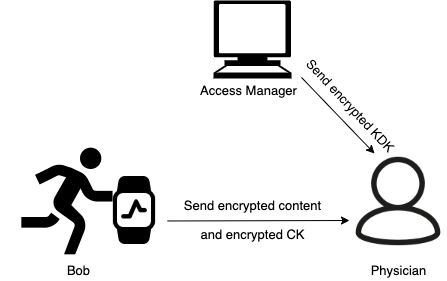 Access Manager
Send encrypted KDK
Send encrypted content
and encrypted CK
Bob
Physician